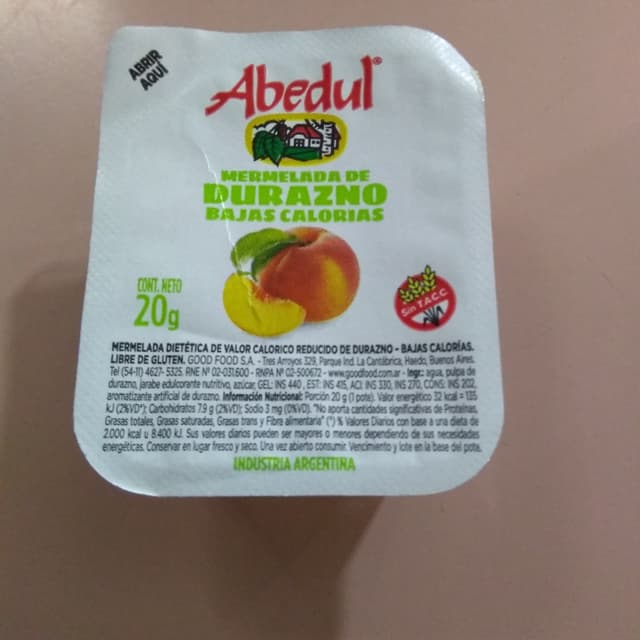 ABRIR
AQUÍ
Abedul®
MERMELADA DE
DURAZNO
BAJAS CALORIAS
CONT. NETO
20g
Sin T.A.C.C.
MERMELADA DIETÉTICA DE VALOR CALORICO REDUCIDO DE DURAZNO - BAJAS CALORÍAS.
LIBRE DE GLUTEN. GOOD FOOD S.A. - Tres Arroyos 329, Parque Ind. La Cantábrica, Haedo, Buenos Aires.
Tel (54-11) 4627- 5325. RNE Nº 02-031.600 - RNPA Nº 02-500672 - www.goodfood.com.ar - Ingr.: agua, pulpa de
durazno, jarabe edulcorante nutritivo, azúcar, GEL: INS 440 , EST: INS 415, ACI: INS 330, INS 270, CONS: INS 202,
aromatizante artificial de durazno. Información Nutricional: Porción 20 g (1 pote). Valor energético 32 kcal = 135
kJ (2%VD*); Carbohidratos 7.9 g (2%VD); Sodio 3 mg (0%VD). "No aporta cantidades significativas de Proteínas,
Grasas totales, Grasas saturadas, Grasas trans y Fibra alimentaria" (*) % Valores Diarios con base a una dieta de
2.000 kcal u 8.400 kJ. Sus valores diarios pueden ser mayores o menores dependiendo de sus necesidades
energéticas. Conservar en lugar fresco y seco. Una vez abierto consumir. Vencimiento y lote en la base del pote.
INDUSTRIA ARGENTINA